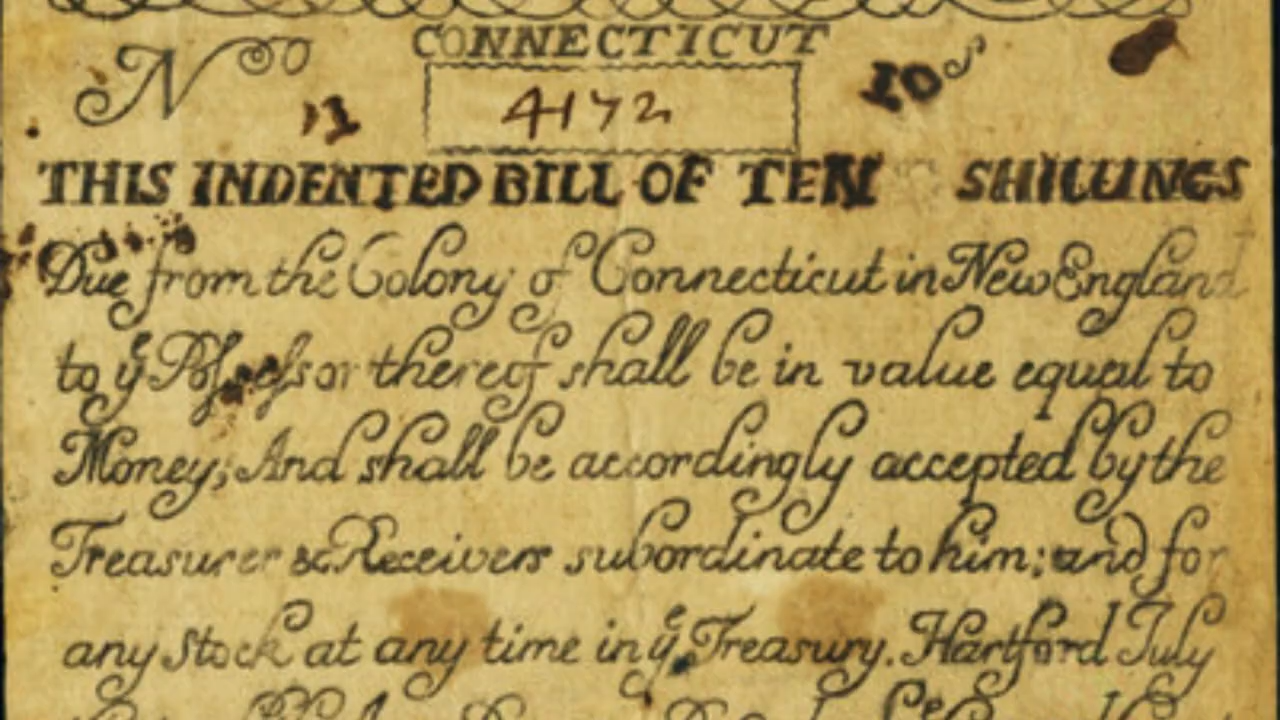 CONNECTICUT
No 4172 10s
THIS INDENTED BILL OF TEN SHILLINGS
Due from the Colony of Connecticut in New England
to ye Possessor thereof shall be in value equal to
Money; And shall be accordingly accepted by the
Treasurer & Receivers subordinate to him; and for
any Stock at any time in ye Treasury. Hartford July